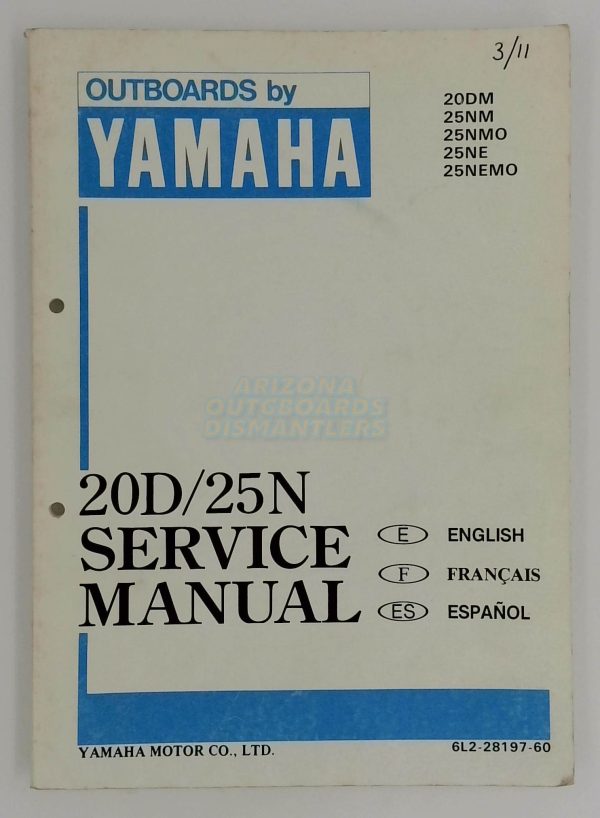 3/11
OUTBOARDS by
YAMAHA
20DM
25NM
25NMO
25NE
25NEMO
ARIZONA
OUTGBOARDS
DISMANTLERS
20D/25N
SERVICE
MANUAL
E ENGLISH
F FRANÇAIS
ES ESPAÑOL
YAMAHA MOTOR CO., LTD.
6L2-28197-60